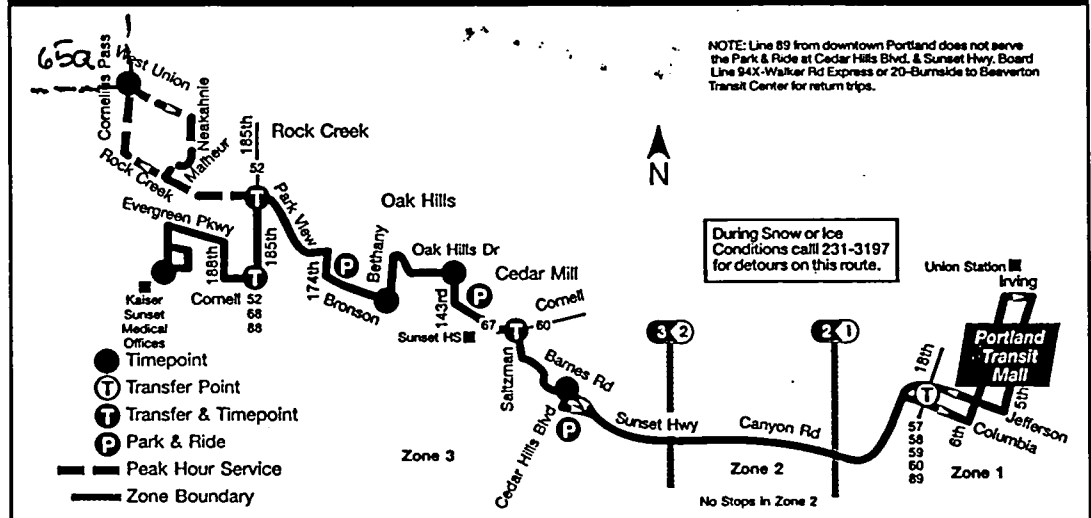 65a
Cornelius Pass
West Union
Neakahnie
Malheur
Rock Creek
NOTE: Line 89 from downtown Portland does not serve
the Park & Ride at Cedar Hills Blvd. & Sunset Hwy. Board
Line 94X-Walker Rd Express or 20-Burnside to Beaverton
Transit Center for return trips.
N
185th
Rock Creek
52
T
Park View
Oak Hills
Evergreen Pkwy
188th
185th
T
Cornell
52
68
88
Kaiser
Sunset
Medical
Offices
174th
P
Bronson
Bethany
Oak Hills Dr
143rd
P
Cedar Mill
Cornell
67
T
60
Sunset HS
Saltzman
Barnes Rd
Cedar Hills Blvd
P
Sunset Hwy
Canyon Rd
3 2
2 1
During Snow or Ice
Conditions call 231-3197
for detours on this route.
Union Station
Irving
Portland
Transit
Mall
18th
T
5th
Jefferson
6th
Columbia
57
58
59
60
89
Zone 1
Zone 2
No Stops in Zone 2
Zone 3
Timepoint
T Transfer Point
T Transfer & Timepoint
P Park & Ride
Peak Hour Service
Zone Boundary